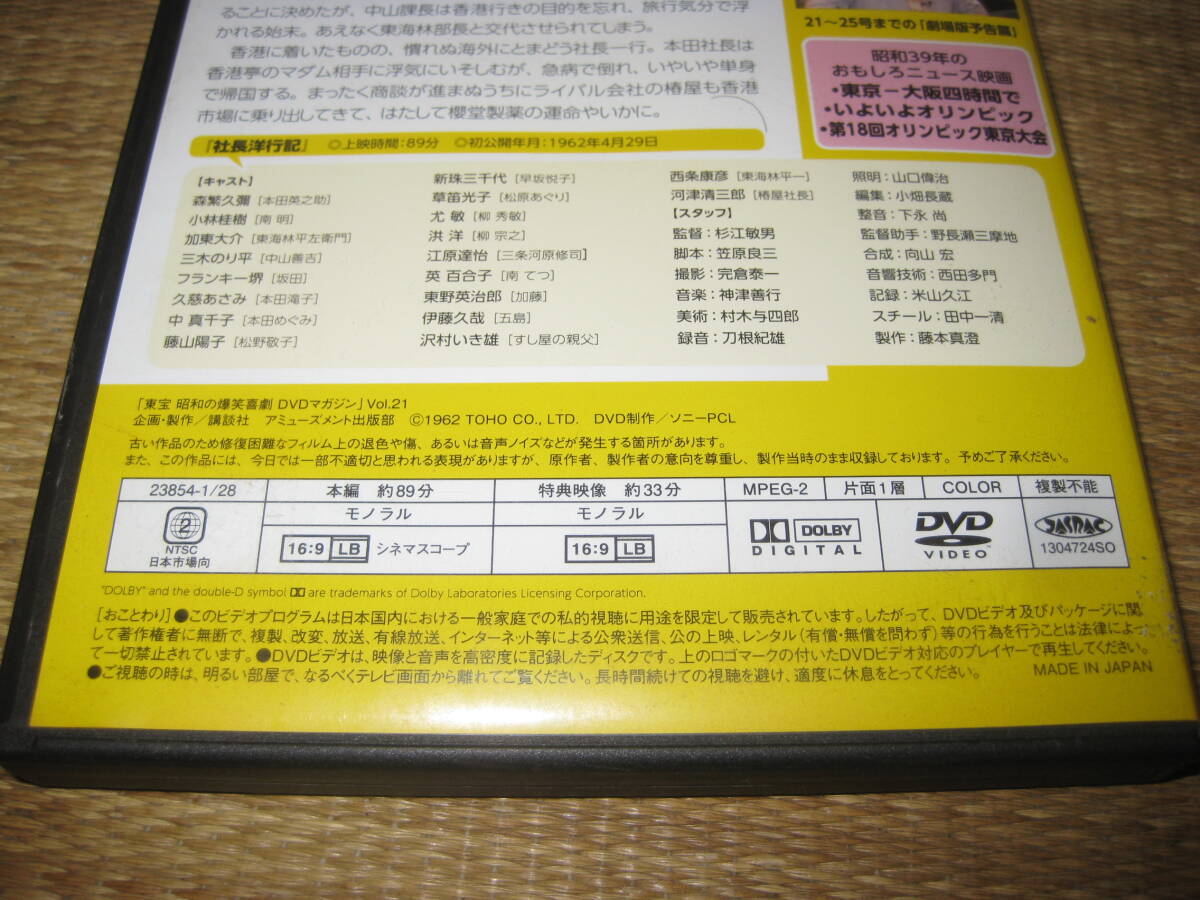 ることに決めたが、中山課長は香港行きの目的を忘れ、旅行気分で浮
かれる始末。あえなく東海林部長と交代させられてしまう。
香港に着いたものの、慣れぬ海外にとまどう社長一行。本田社長は
香港亭のマダム相手に浮気にいそしむが、急病で倒れ、いやいや単身
で帰国する。まったく商談が進まぬうちにライバル会社の椿屋も香港
市場に乗り出してきて、はたして櫻堂製薬の運命やいかに。
21〜25号までの「劇場版予告篇」
昭和39年の
おもしろニュース映画
・東京ー大阪四時間で
・いよいよオリンピック
・第18回オリンピック東京大会
『社長洋行記』 ◎上映時間:89分 ◎初公開年月:1962年4月29日
【キャスト】
森繁久彌[本田英之助]
小林桂樹[南 明]
加東大介[東海林平左衛門]
三木のり平[中山善吉]
フランキー堺[坂田]
久慈あさみ[本田滝子]
中 真千子[本田めぐみ]
藤山陽子[松野敬子]
新珠三千代[早坂悦子]
草笛光子[松原あぐり]
尤 敏[柳 秀敏]
洪 洋[柳 宗之]
江原達怡[三条河原修司]
英 百合子[南 てつ]
東野英治郎[加藤]
伊藤久哉[五島]
沢村いき雄[すし屋の親父]
西条康彦[東海林平一]
河津清三郎[椿屋社長]
【スタッフ】
監督:杉江敏男
脚本:笠原良三
撮影:完倉泰一
音楽:神津善行
美術:村木与四郎
録音:刀根紀雄
照明:山口偉治
編集:小畑長蔵
整音:下永 尚
監督助手:野長瀬三摩地
合成:向山 宏
音響技術:西田多門
記録:米山久江
スチール:田中一清
製作:藤本真澄
「東宝 昭和の爆笑喜劇 DVDマガジン」Vol.21
企画・製作/講談社 アミューズメント出版部 ©1962 TOHO CO., LTD. DVD制作/ソニーPCL
古い作品のため修復困難なフィルム上の退色や傷、あるいは音声ノイズなどが発生する箇所があります。
また、この作品には、今日では一部不適切と思われる表現がありますが、原作者、製作者の意向を尊重し、製作当時のまま収録しております。予めご了承ください。
23854-1/28 本編 約89分 特典映像 約33分 MPEG-2 片面1層 COLOR 複製不能
2
NTSC
日本市場向
モノラル
16:9 LB シネマスコープ
モノラル
16:9 LB
DOLBY
DIGITAL
DVD
VIDEO
JASRAC
1304724SO
"DOLBY" and the double-D symbol are trademarks of Dolby Laboratories Licensing Corporation.
[おことわり]●このビデオプログラムは日本国内における一般家庭での私的視聴に用途を限定して販売されています。したがって、DVDビデオ及びパッケージに関
して著作権者に無断で、複製、改変、放送、有線放送、インターネット等による公衆送信、公の上映、レンタル(有償・無償を問わず)等の行為を行うことは法律によっ
て一切禁止されています。●DVDビデオは、映像と音声を高密度に記録したディスクです。上のロゴマークの付いたDVDビデオ対応のプレイヤーで再生してください。
●ご視聴の時は、明るい部屋で、なるべくテレビ画面から離れてご覧ください。長時間続けての視聴を避け、適度に休息をとってください。
MADE IN JAPAN